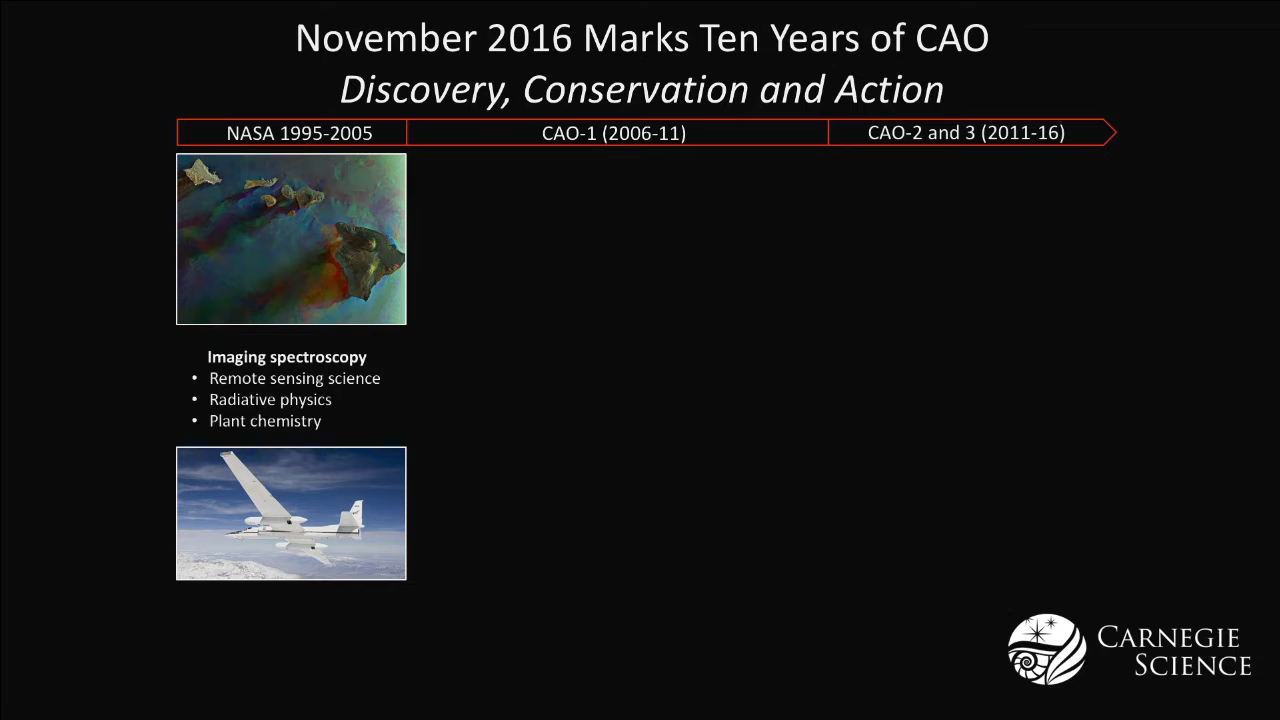 November 2016 Marks Ten Years of CAO
Discovery, Conservation and Action
NASA 1995-2005
CAO-1 (2006-11)
CAO-2 and 3 (2011-16)
Imaging spectroscopy
• Remote sensing science
• Radiative physics
• Plant chemistry
CARNEGIE
SCIENCE